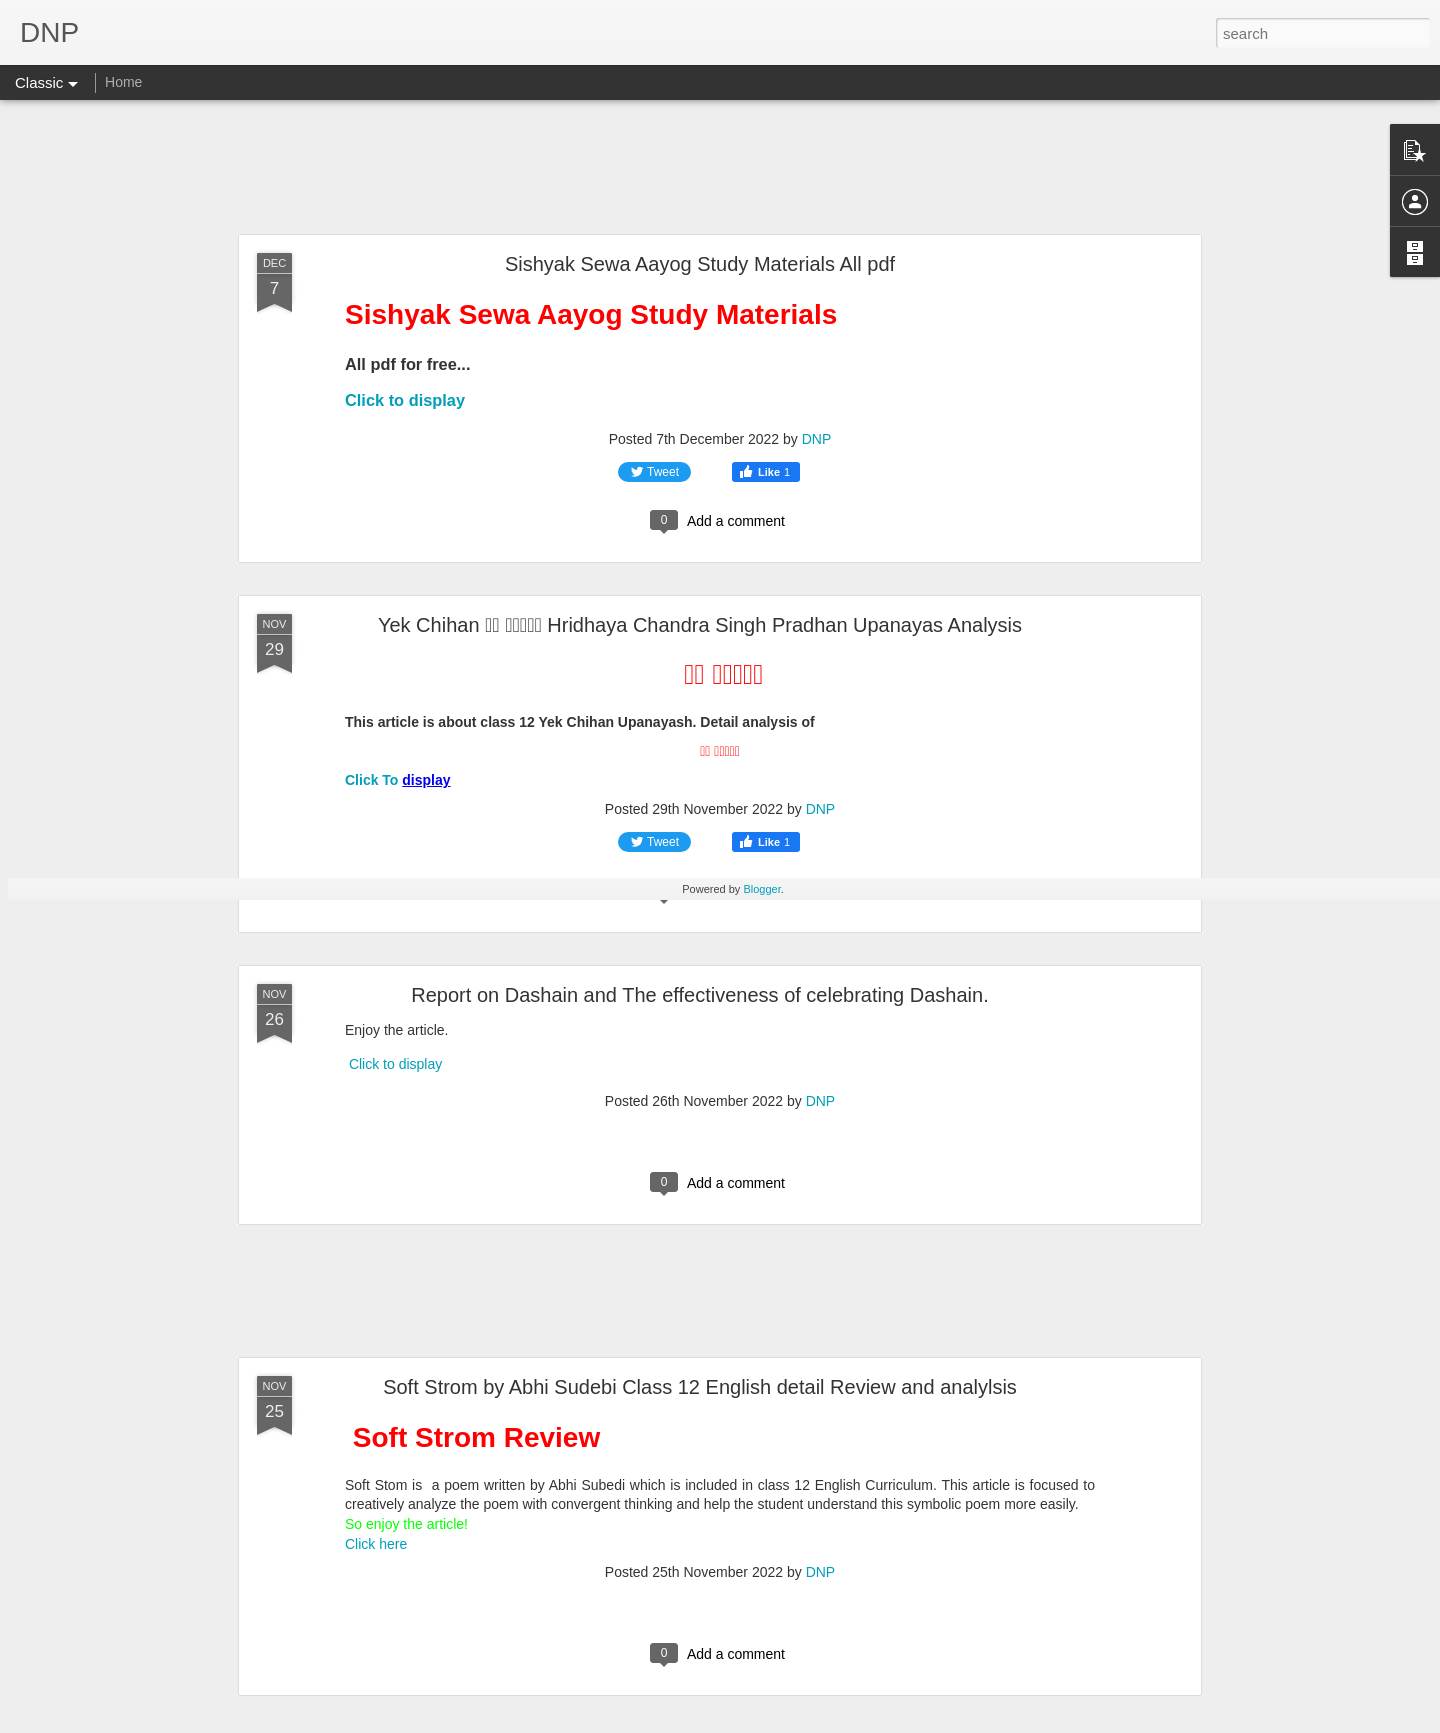 DNP
search
Classic
Home
DEC
7
Sishyak Sewa Aayog Study Materials All pdf
Sishyak Sewa Aayog Study Materials
All pdf for free...
Click to display
Posted 7th December 2022 by DNP
Tweet
Like 1
0 Add a comment
NOV
29
Yek Chihan Hridhaya Chandra Singh Pradhan Upanayas Analysis
This article is about class 12 Yek Chihan Upanayash. Detail analysis of
Click To display
Posted 29th November 2022 by DNP
Tweet
Like 1
Powered by Blogger.
NOV
26
Report on Dashain and The effectiveness of celebrating Dashain.
Enjoy the article.
Click to display
Posted 26th November 2022 by DNP
0 Add a comment
NOV
25
Soft Strom by Abhi Sudebi Class 12 English detail Review and analylsis
Soft Strom Review
Soft Stom is a poem written by Abhi Subedi which is included in class 12 English Curriculum. This article is focused to
creatively analyze the poem with convergent thinking and help the student understand this symbolic poem more easily.
So enjoy the article!
Click here
Posted 25th November 2022 by DNP
0 Add a comment